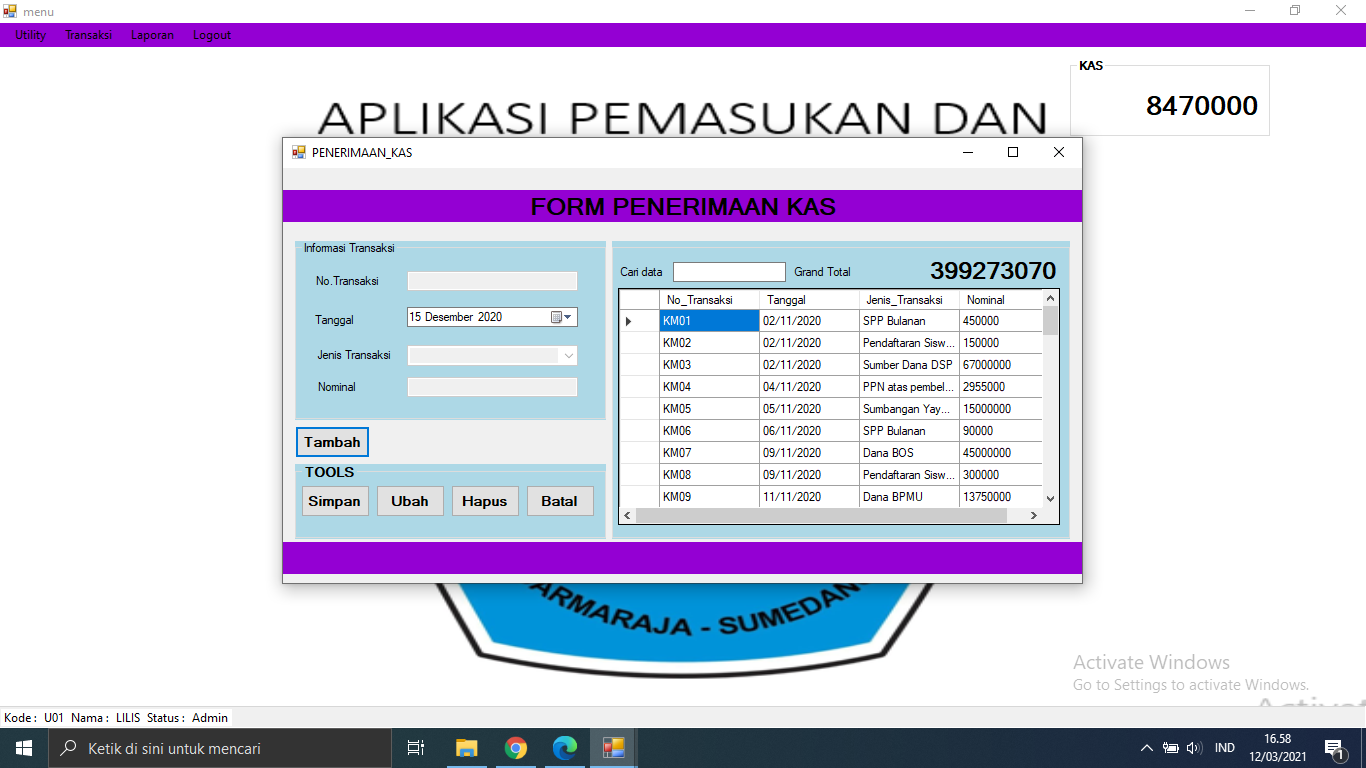 menu
Utility Transaksi Laporan Logout
KAS
8470000
APLIKASI PEMASUKAN DAN
PENERIMAAN_KAS
FORM PENERIMAAN KAS
Informasi Transaksi
No.Transaksi
Tanggal 15 Desember 2020
Jenis Transaksi
Nominal
Tambah
TOOLS
Simpan Ubah Hapus Batal
Cari data Grand Total 399273070
No_Transaksi Tanggal Jenis_Transaksi Nominal
KM01 02/11/2020 SPP Bulanan 450000
KM02 02/11/2020 Pendaftaran Sisw... 150000
KM03 02/11/2020 Sumber Dana DSP 67000000
KM04 04/11/2020 PPN atas pembel... 2955000
KM05 05/11/2020 Sumbangan Yay... 15000000
KM06 06/11/2020 SPP Bulanan 90000
KM07 09/11/2020 Dana BOS 45000000
KM08 09/11/2020 Pendaftaran Sisw... 300000
KM09 11/11/2020 Dana BPMU 13750000
ARMARAJA - SUMEDAN
Activate Windows
Go to Settings to activate Windows.
Kode : U01 Nama : LILIS Status : Admin
Ketik di sini untuk mencari
IND
16.58
12/03/2021
1